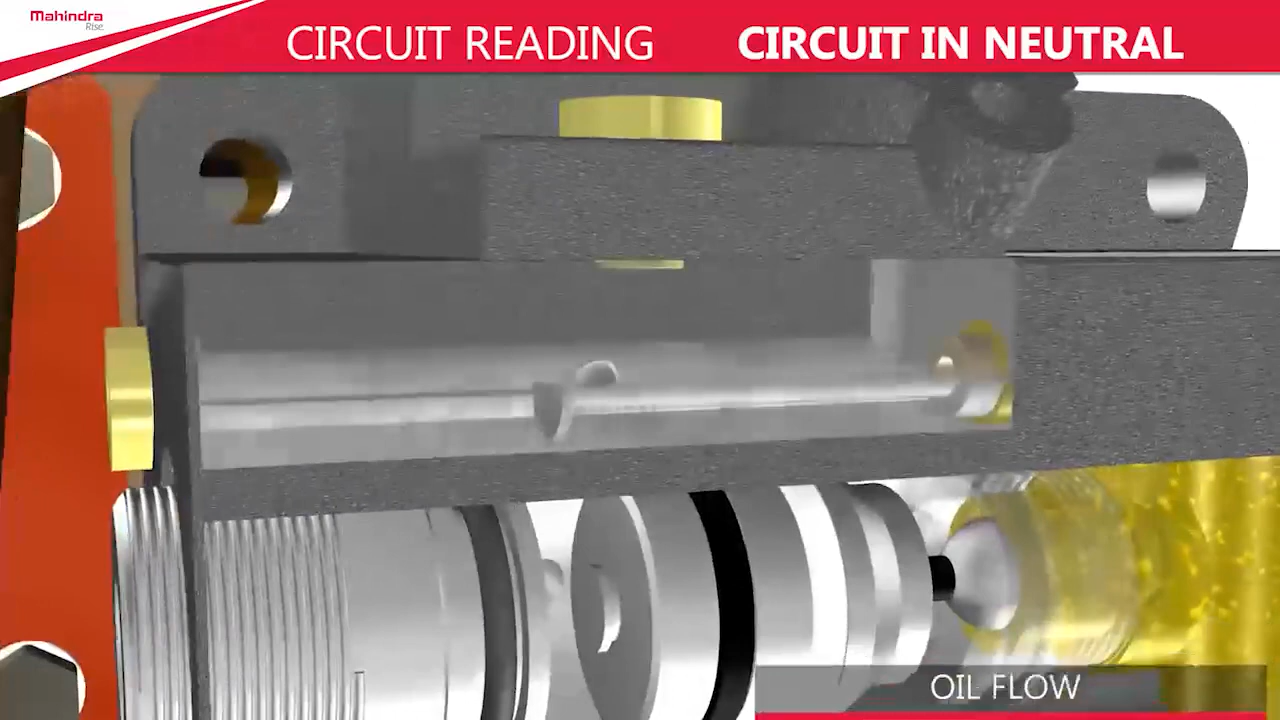 Mahindra
Rise.
CIRCUIT READING
CIRCUIT IN NEUTRAL
OIL FLOW